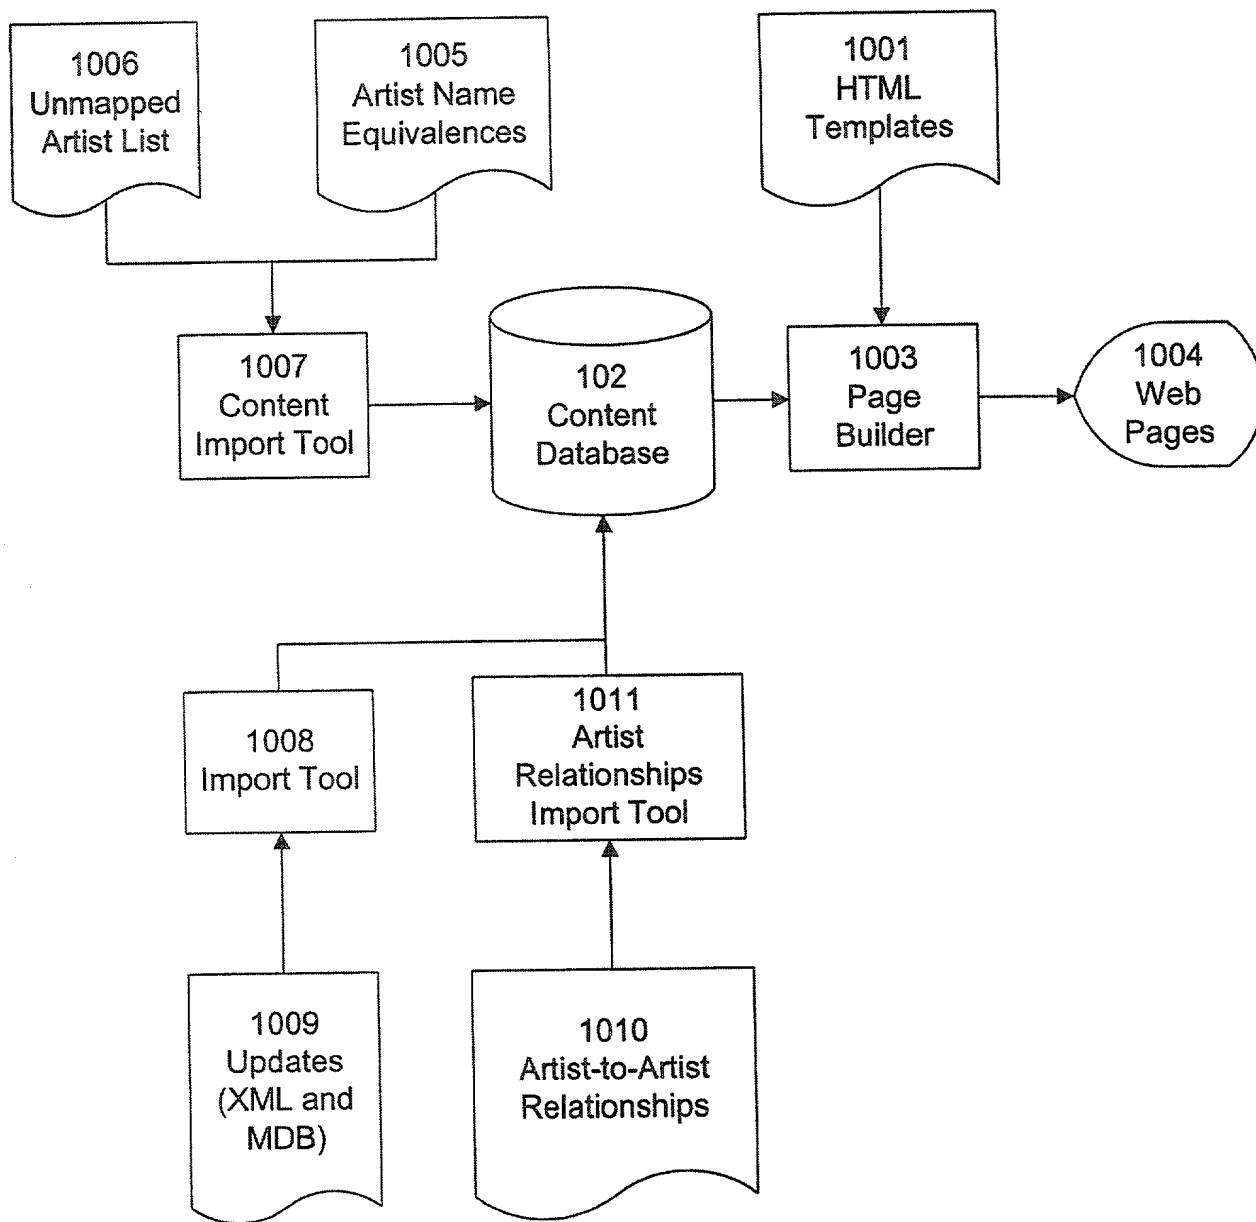 1006
Unmapped
Artist List
1005
Artist Name
Equivalences
1001
HTML
Templates
1007
Content
Import Tool
102
Content
Database
1003
Page
Builder
1004
Web
Pages
1008
Import Tool
1011
Artist
Relationships
Import Tool
1009
Updates
(XML and
MDB)
1010
Artist-to-Artist
Relationships